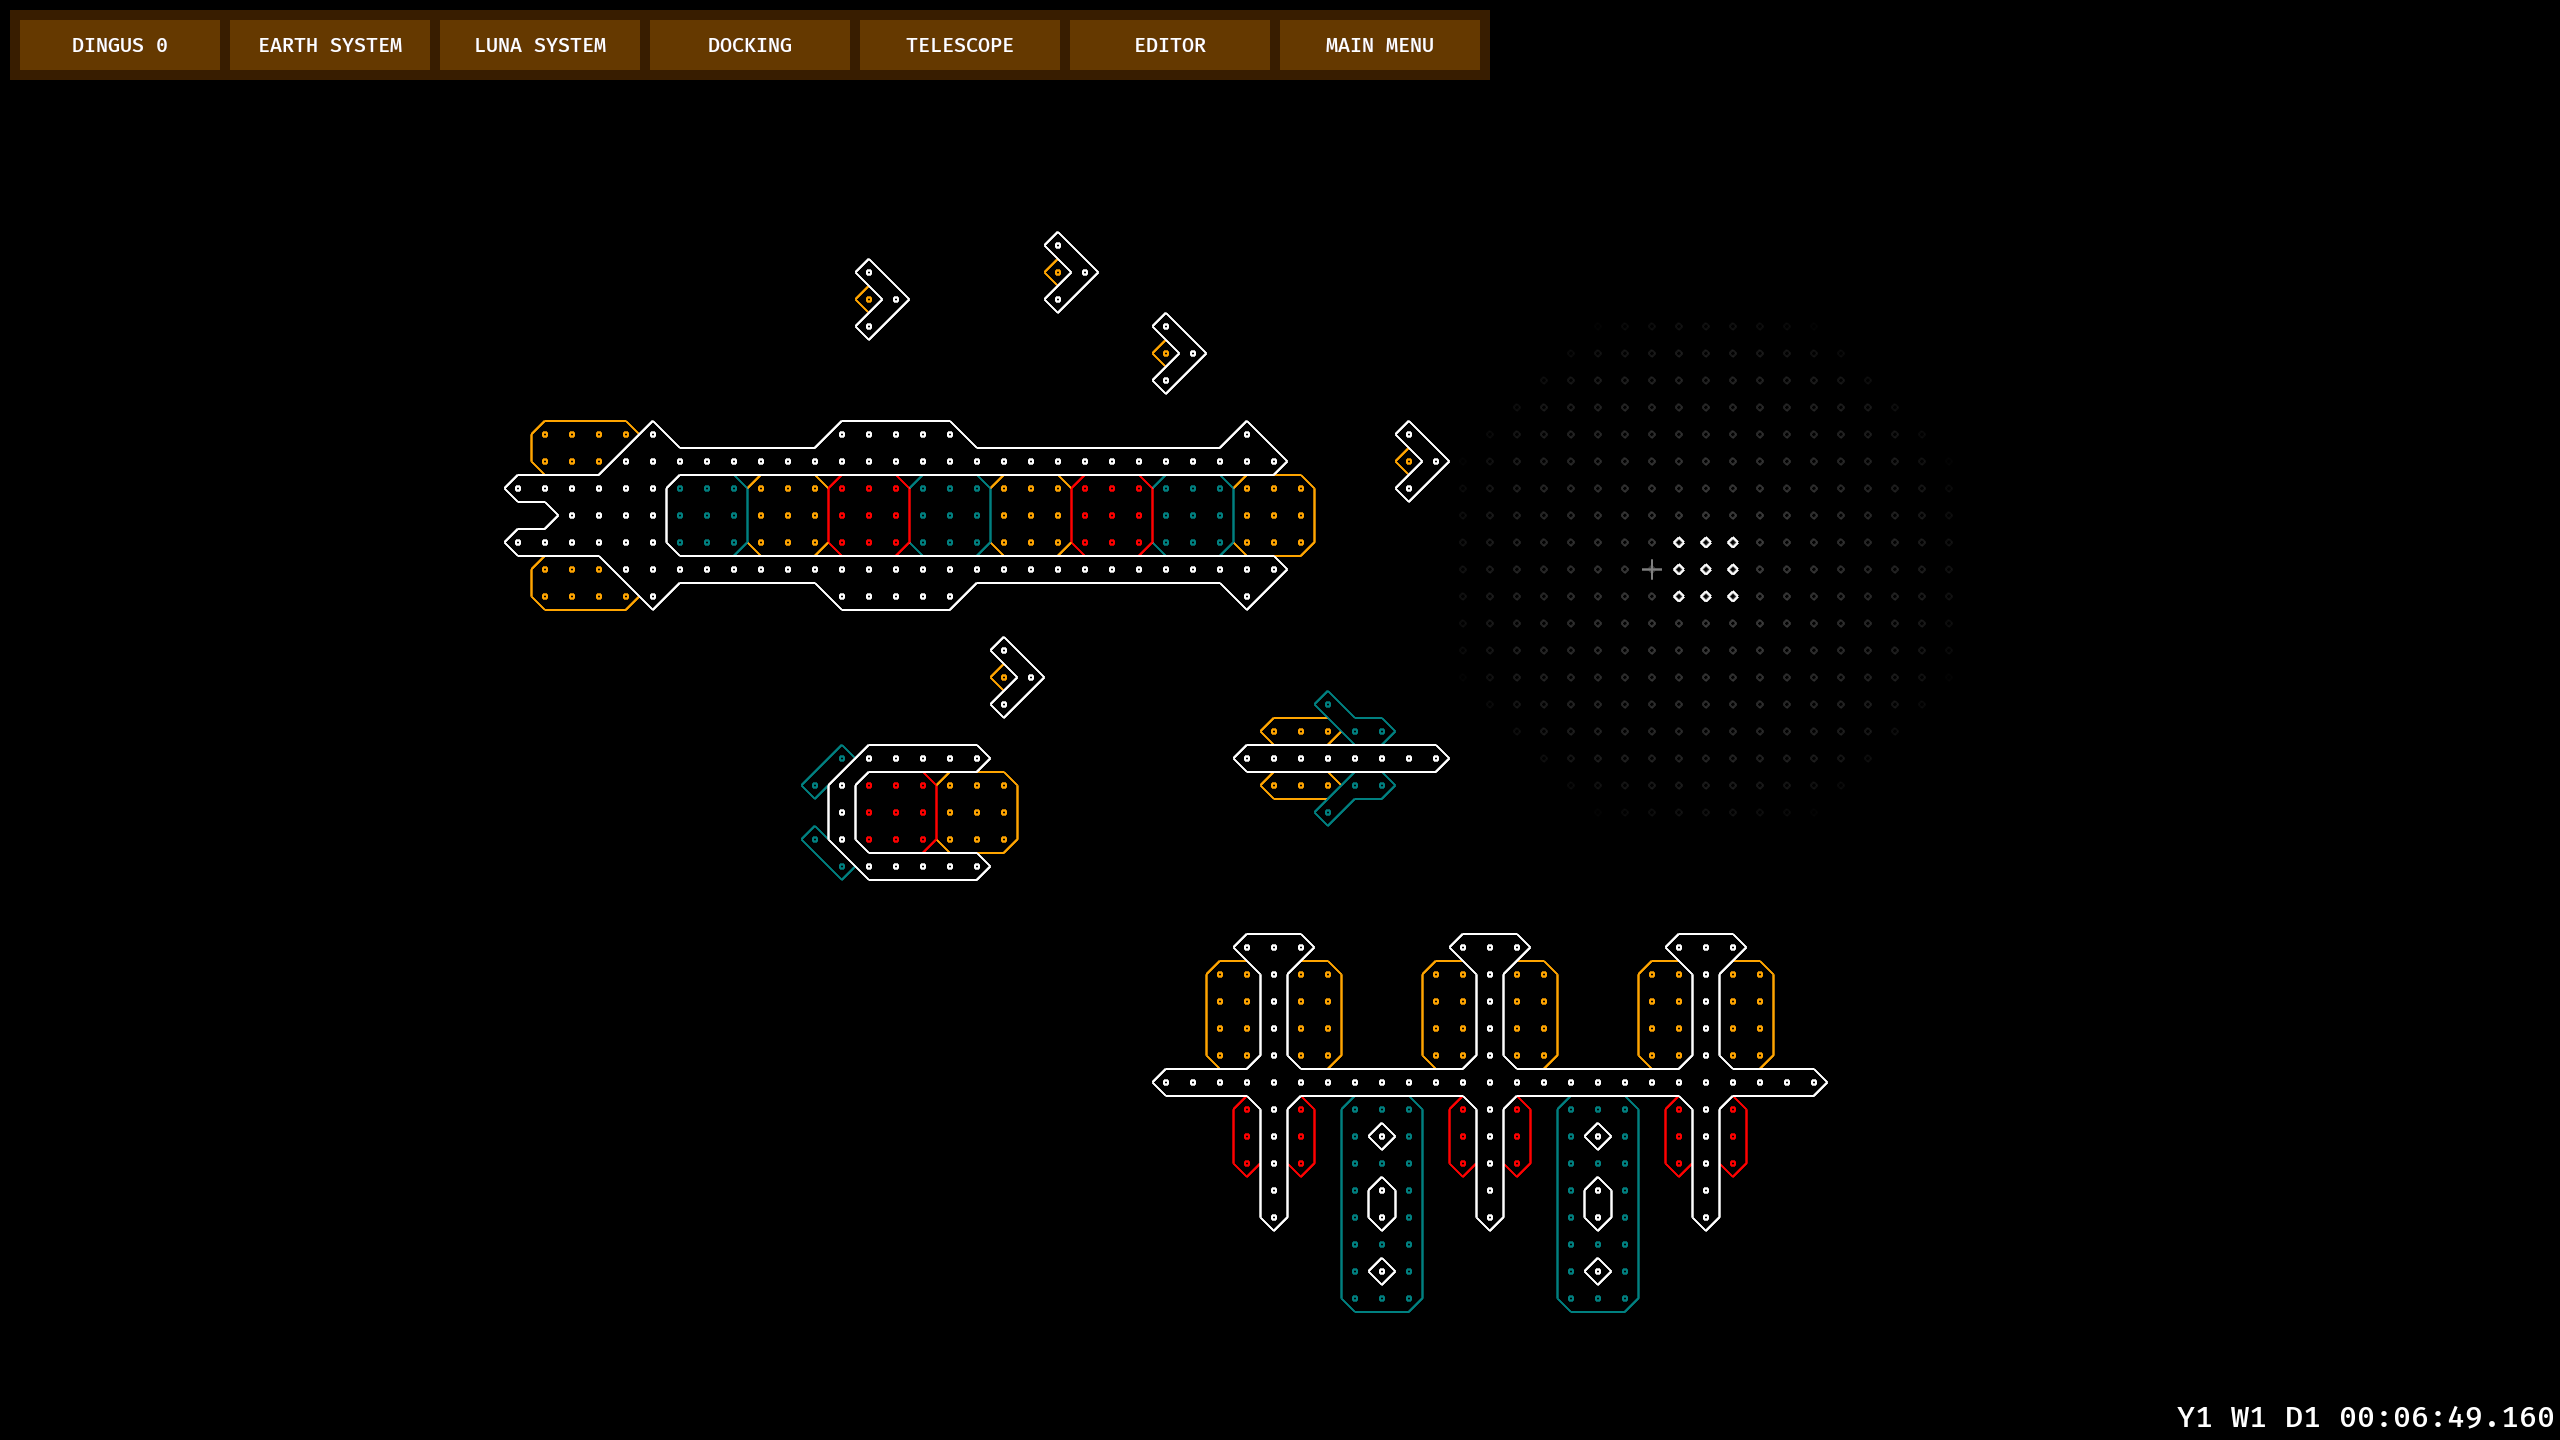 DINGUS 0 EARTH SYSTEM LUNA SYSTEM DOCKING TELESCOPE EDITOR MAIN MENU
Y1 W1 D1 00:06:49.160